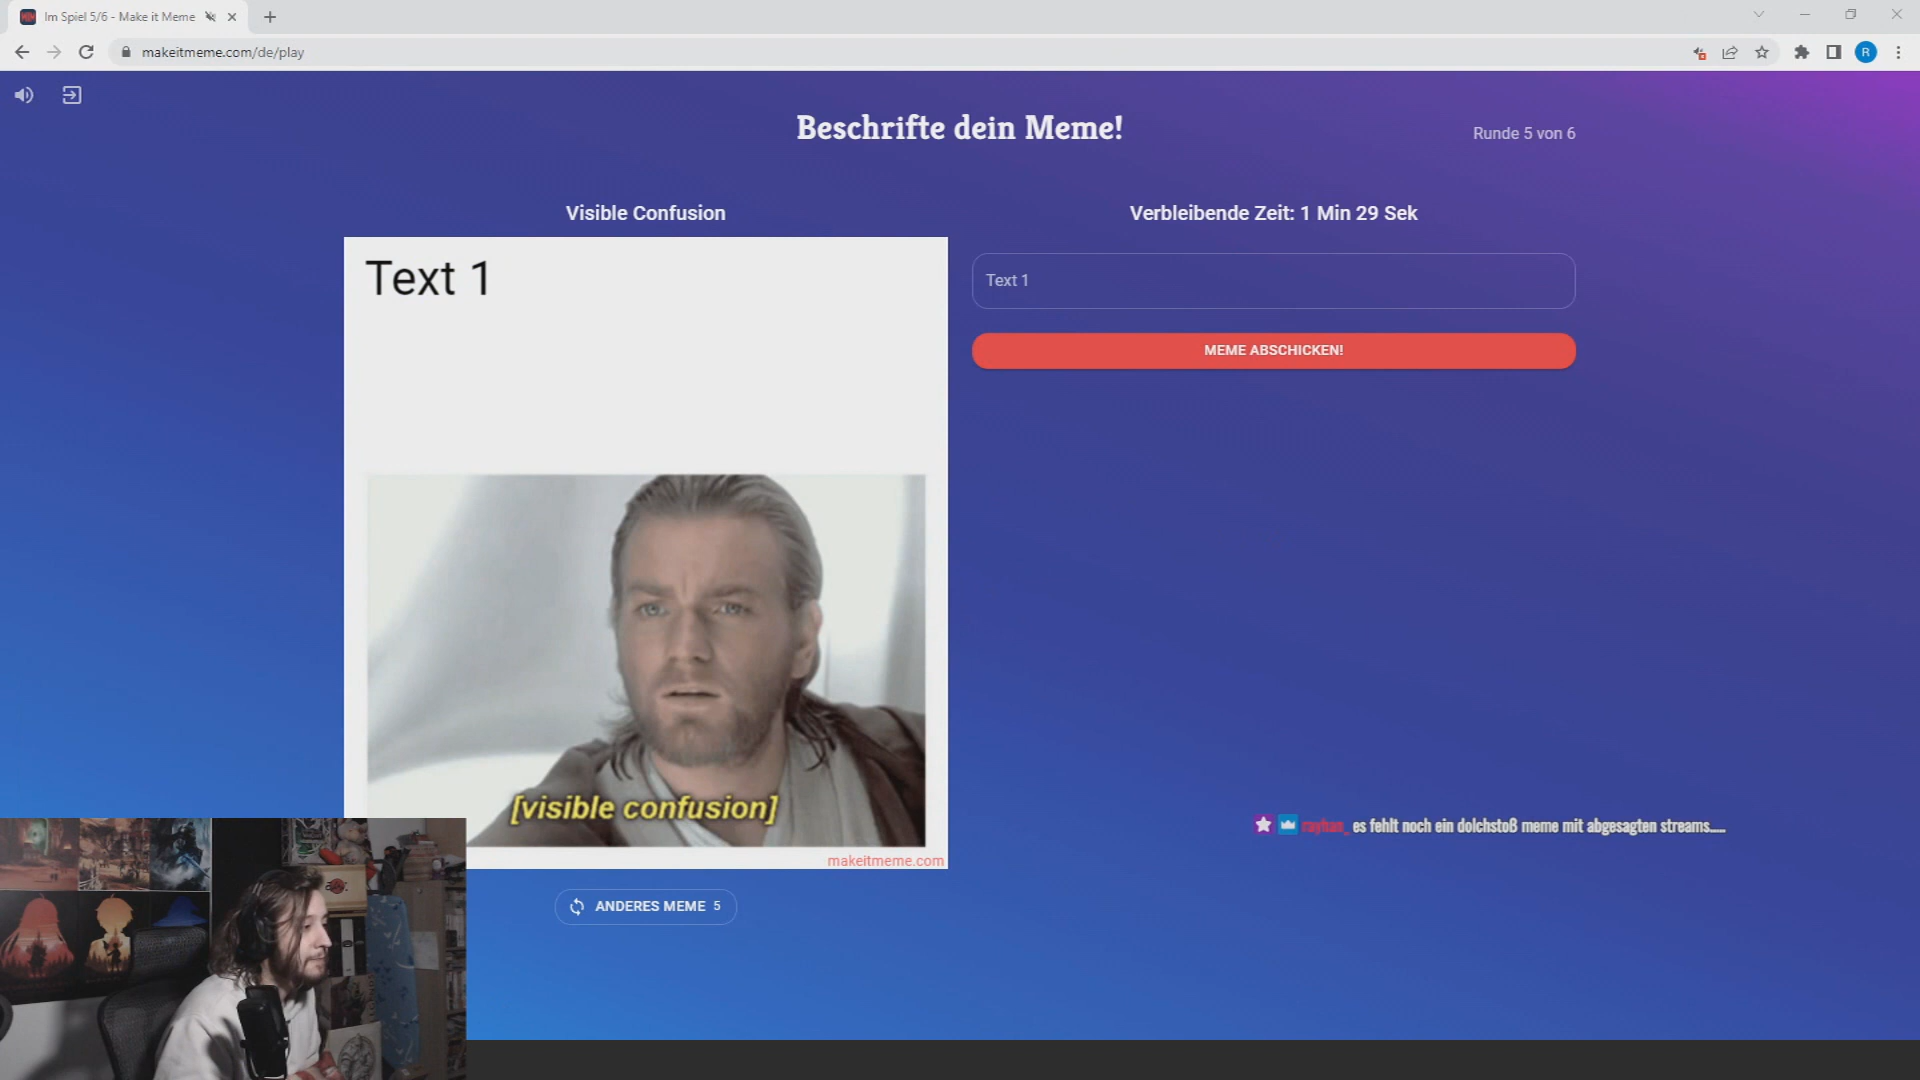 Im Spiel 5/6 - Make it Meme
makeitmeme.com/de/play
R
Beschrifte dein Meme!
Runde 5 von 6
Visible Confusion
Verbleibende Zeit: 1 Min 29 Sek
Text 1
Text 1
MEME ABSCHICKEN!
[visible confusion]
makeitmeme.com
rayhan_ es fehlt noch ein dolchstoß meme mit abgesagten streams.....
ANDERES MEME 5